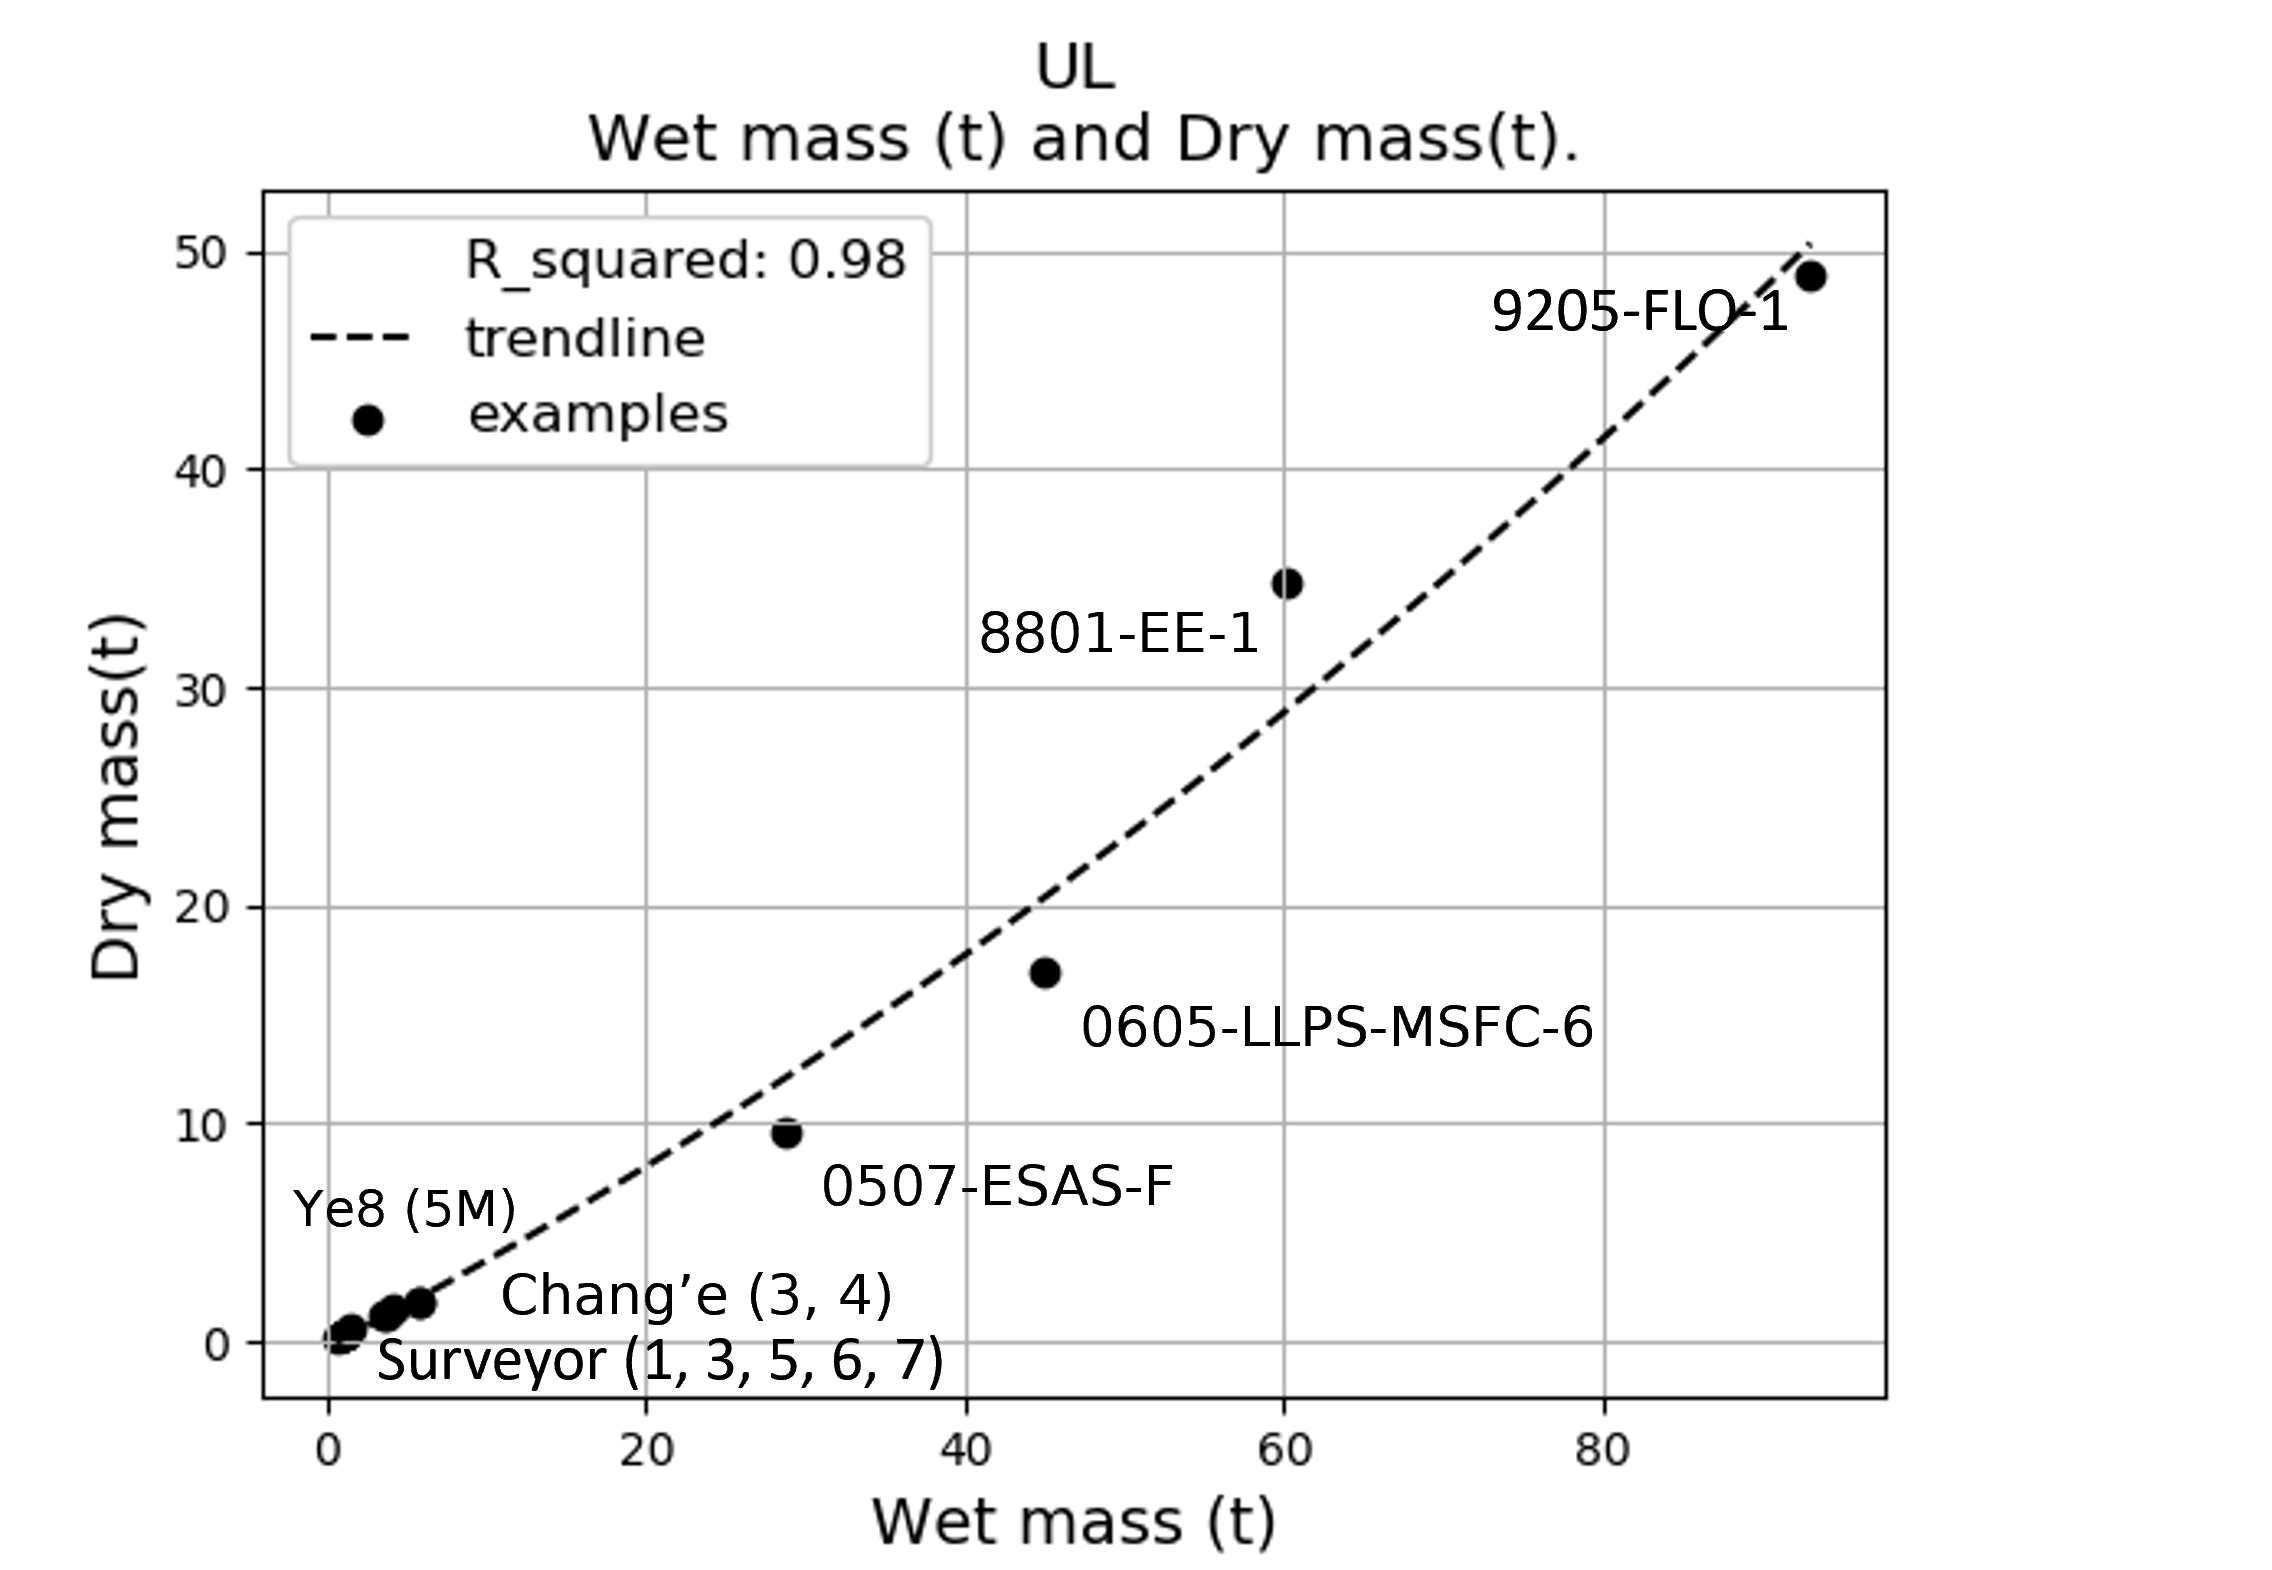 UL
Wet mass (t) and Dry mass(t).
R_squared: 0.98
trendline
examples
50
40
30
20
10
0
Dry mass(t)
9205-FLO-1
8801-EE-1
0605-LLPS-MSFC-6
0507-ESAS-F
Ye8 (5M)
Chang’e (3, 4)
Surveyor (1, 3, 5, 6, 7)
0 20 40 60 80
Wet mass (t)